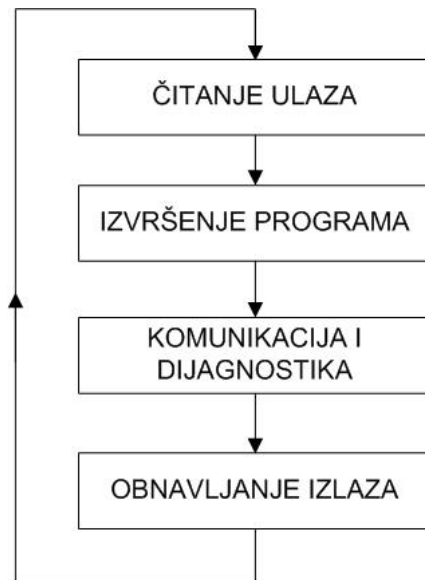 ČITANJE ULAZA
IZVRŠENJE PROGRAMA
KOMUNIKACIJA I
DIJAGNOSTIKA
OBNAVLJANJE IZLAZA